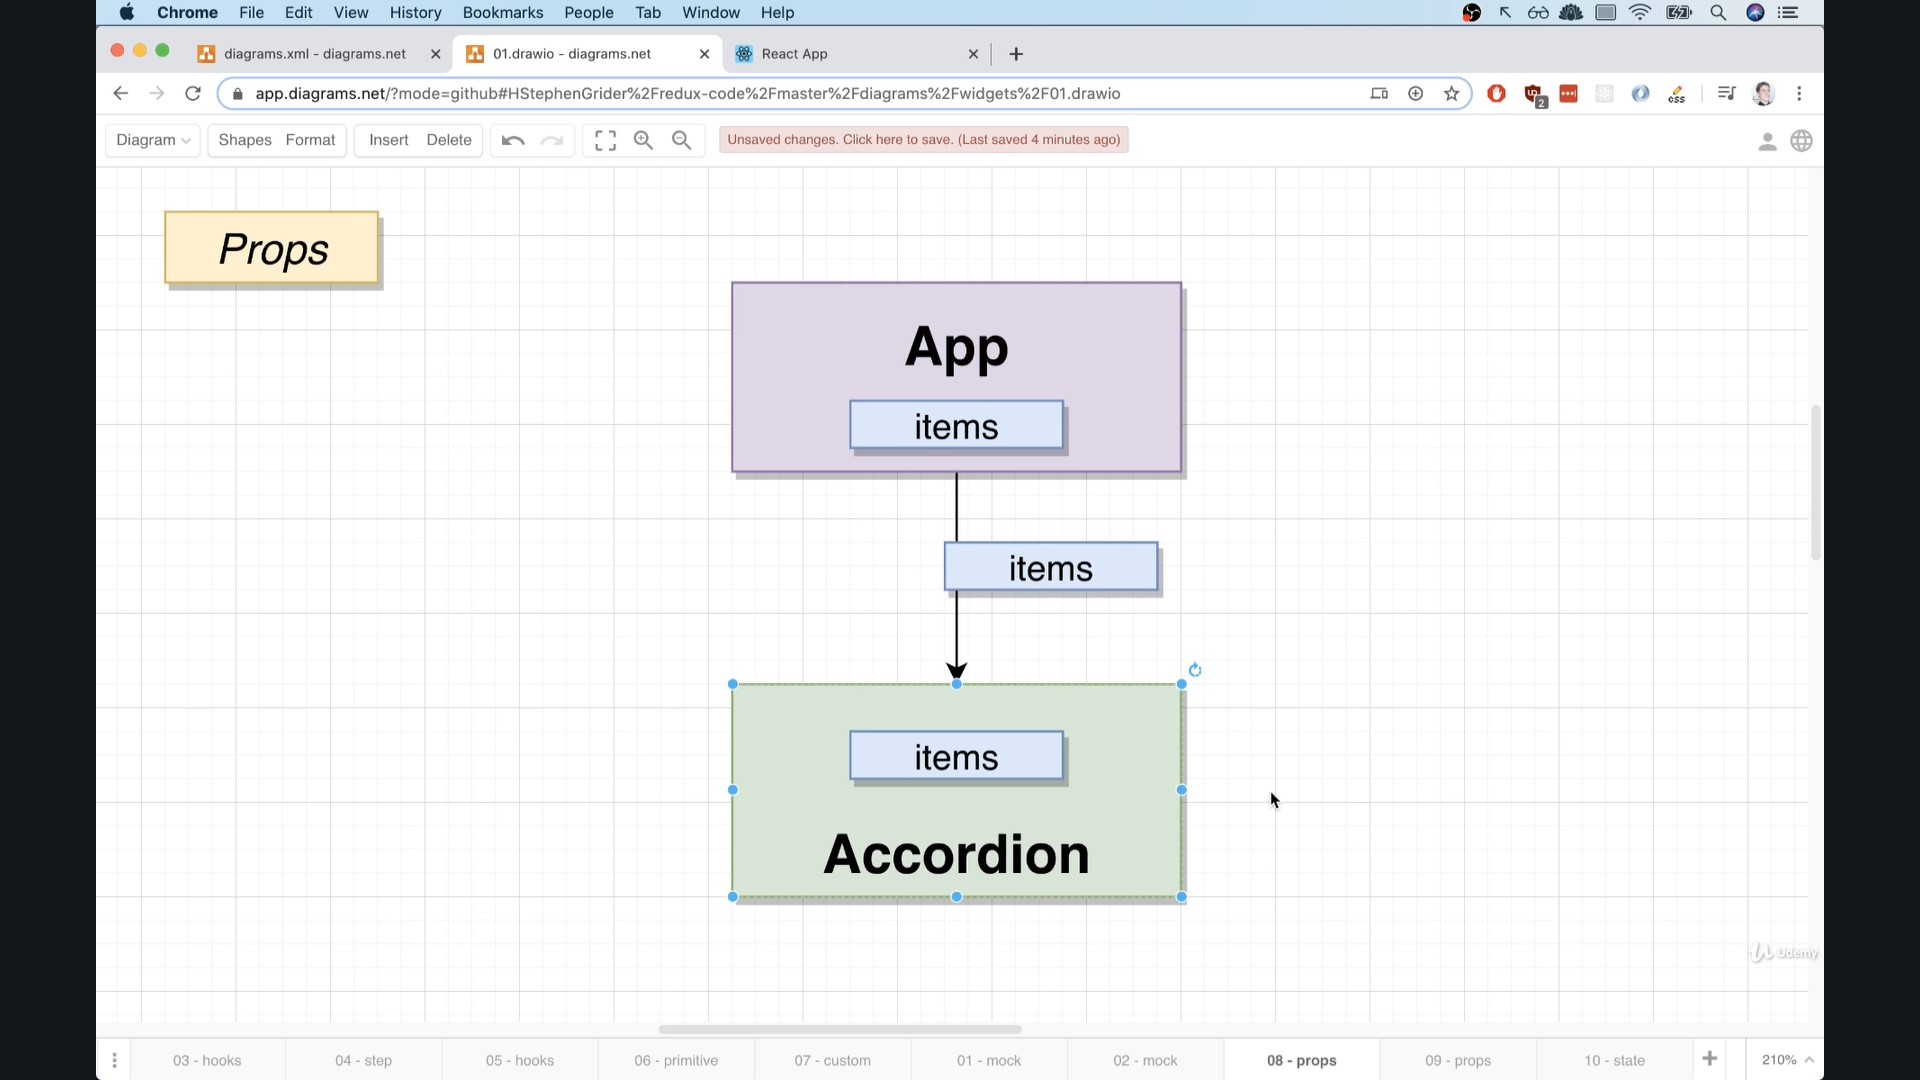 Chrome File Edit View History Bookmarks People Tab Window Help
diagrams.xml - diagrams.net
01.drawio - diagrams.net
React App
app.diagrams.net/?mode=github#HStephenGrider%2Fredux-code%2Fmaster%2Fdiagrams%2Fwidgets%2F01.drawio
2
css
Diagram Shapes Format Insert Delete
Unsaved changes. Click here to save. (Last saved 4 minutes ago)
Props
App
items
items
items
Accordion
Udemy
03 - hooks 04 - step 05 - hooks 06 - primitive 07 - custom 01 - mock 02 - mock 08 - props 09 - props 10 - state 210%